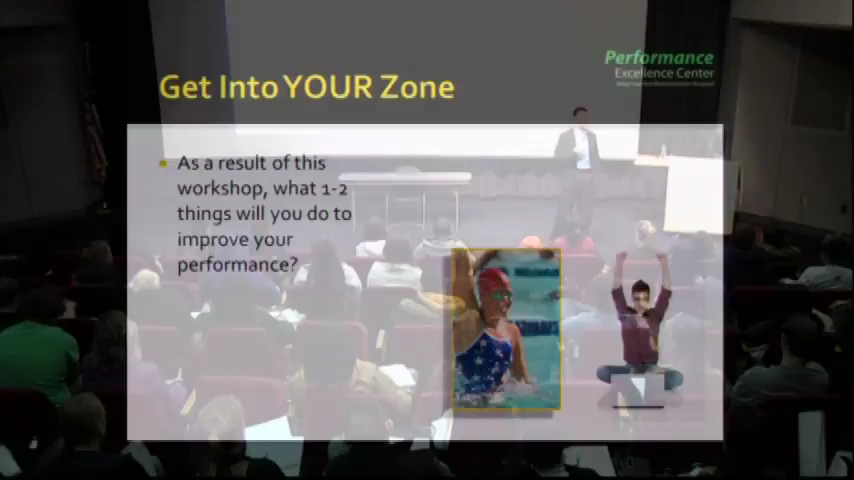 Get Into YOUR Zone
Performance
Excellence Center
As a result of this
workshop, what 1-2
things will you do to
improve your
performance?